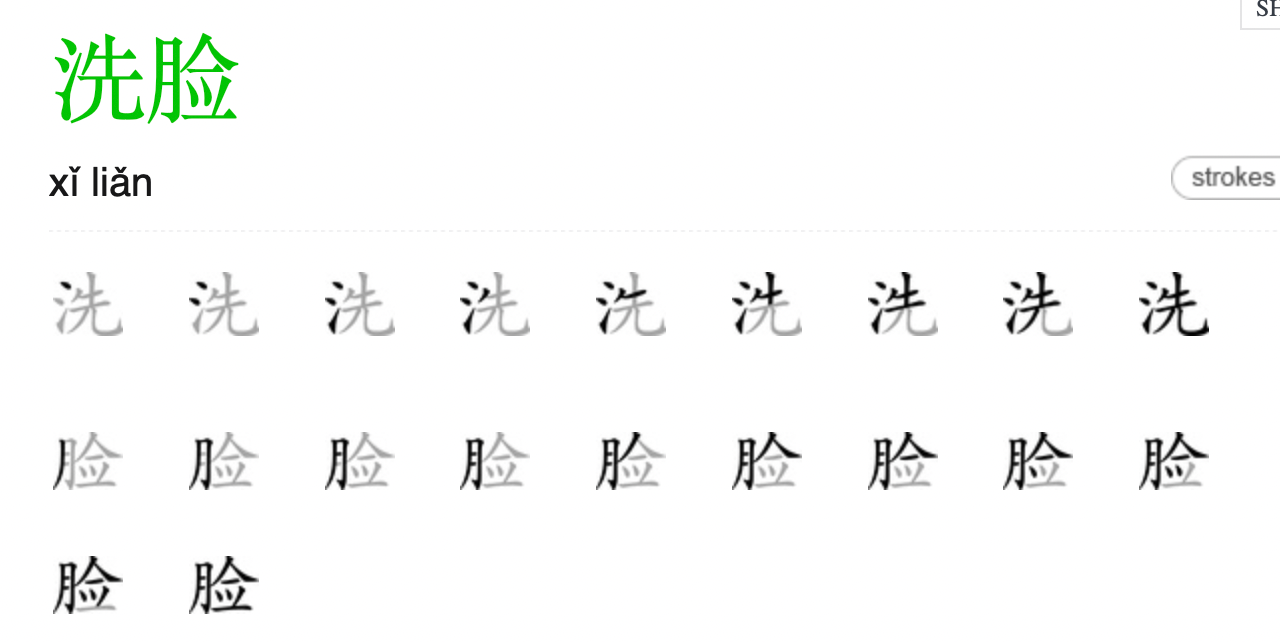 SH
洗脸
xǐ liǎn
strokes
洗 洗 洗 洗 洗 洗 洗 洗 洗
脸 脸 脸 脸 脸 脸 脸 脸 脸
脸 脸